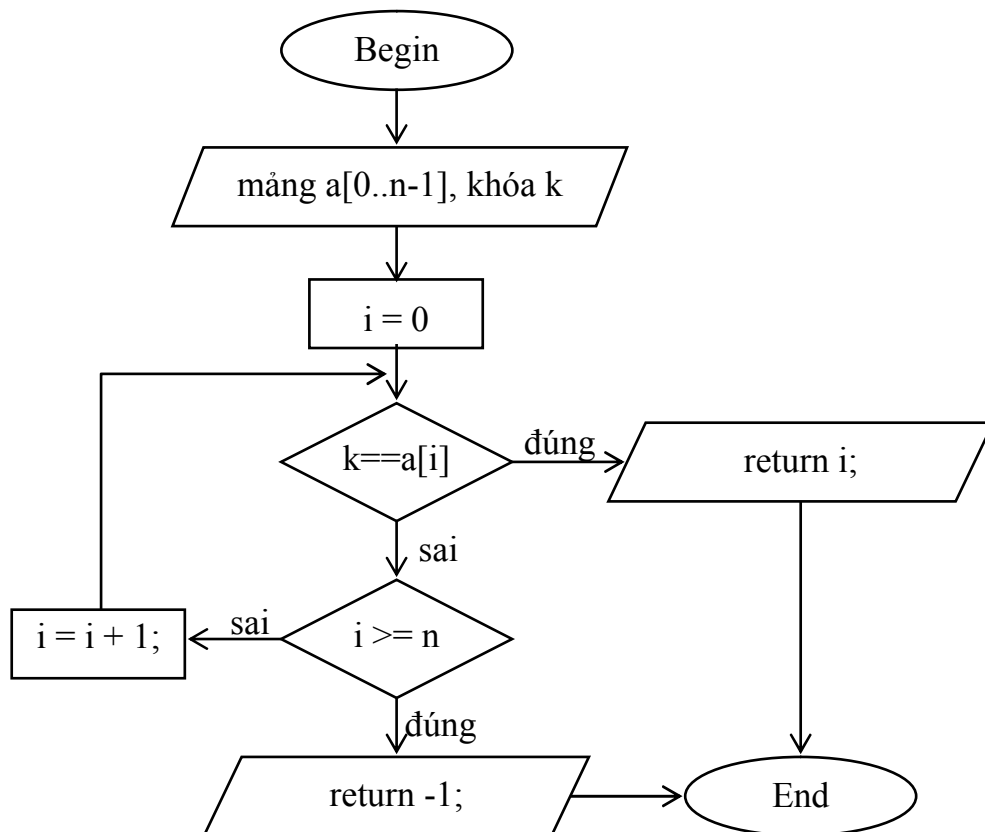 Begin
mảng a[0..n-1], khóa k
i = 0
k==a[i]
đúng
return i;
sai
i = i + 1;
sai
i >= n
đúng
return -1;
End